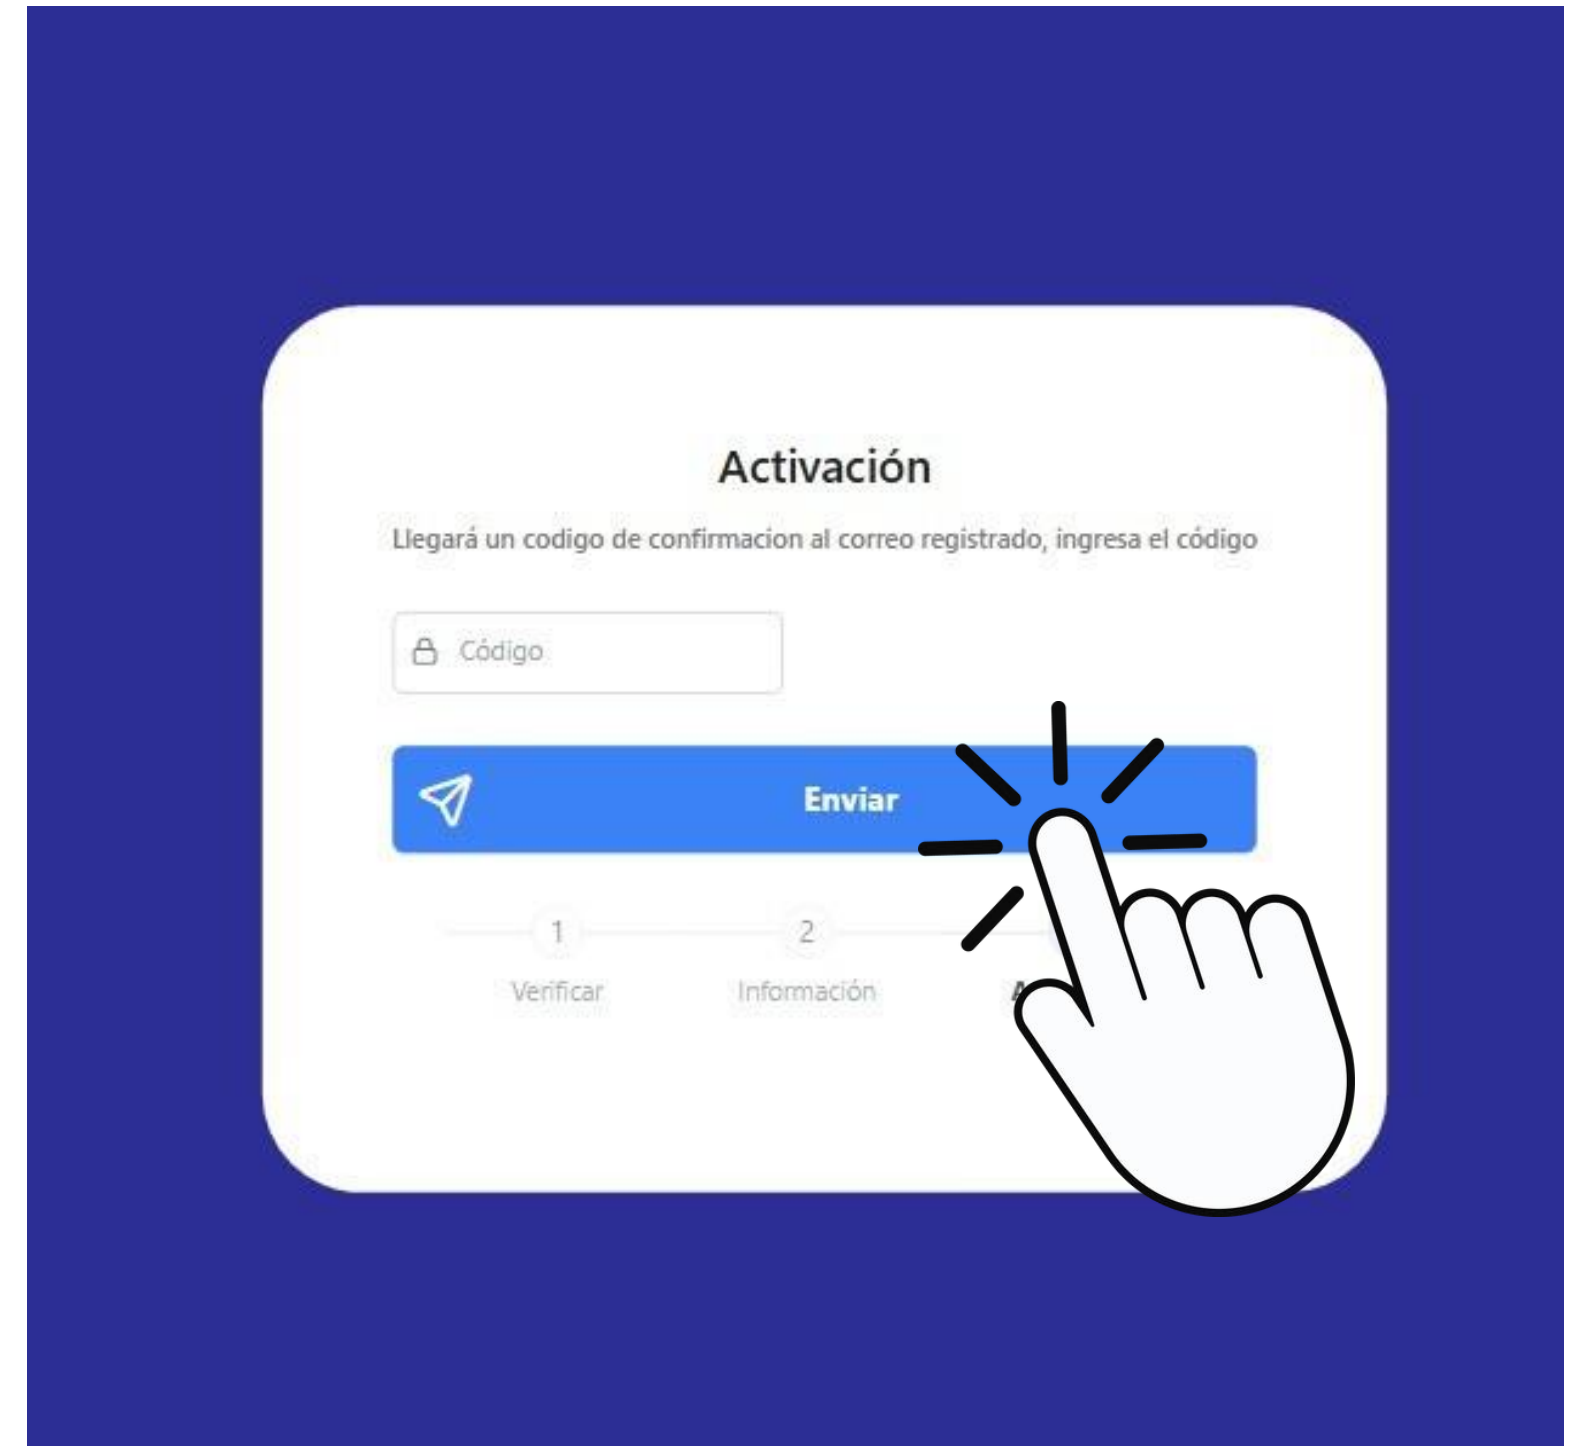 Activación
Llegará un codigo de confirmacion al correo registrado, ingresa el código
Código
Enviar
1
2
Verificar
Información